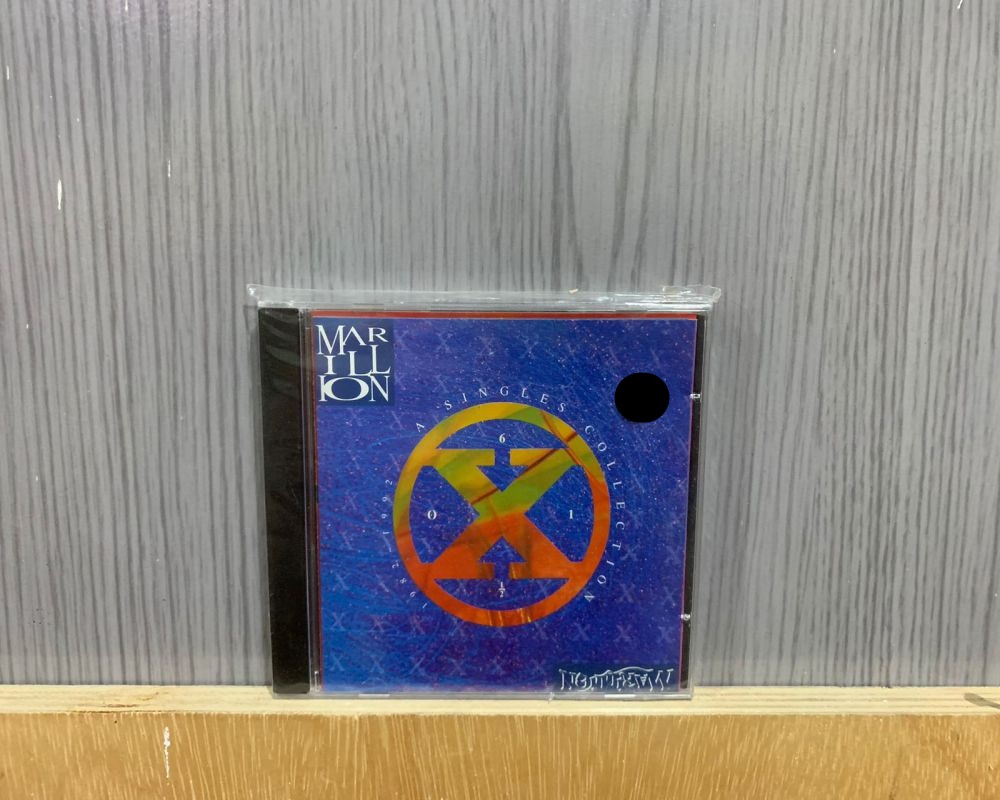 MAR
ILL
ION
A SINGLES COLLECTION
1982 1992
6
0
1
½